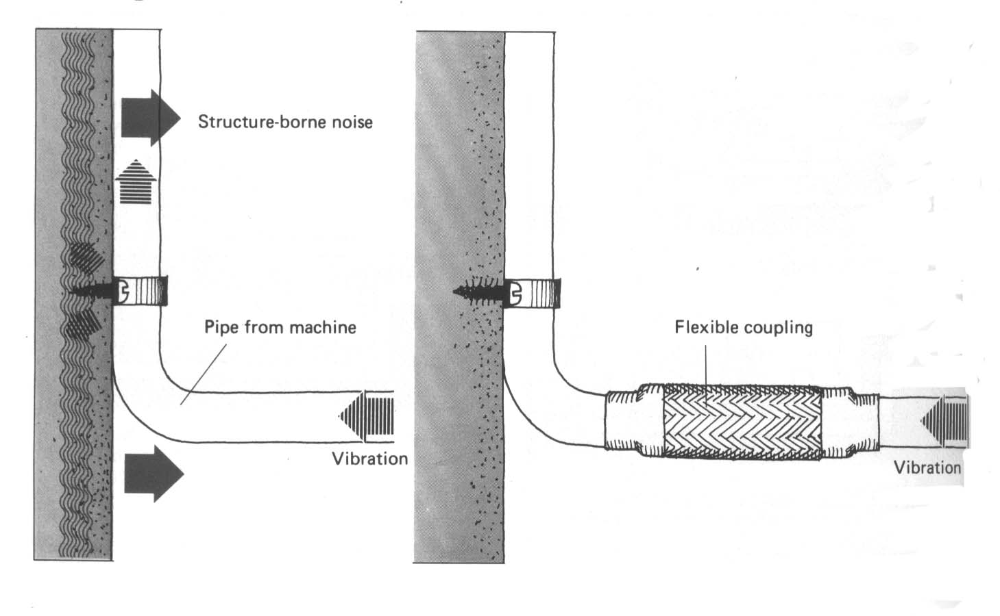 Structure-borne noise
Pipe from machine
Vibration
Flexible coupling
Vibration